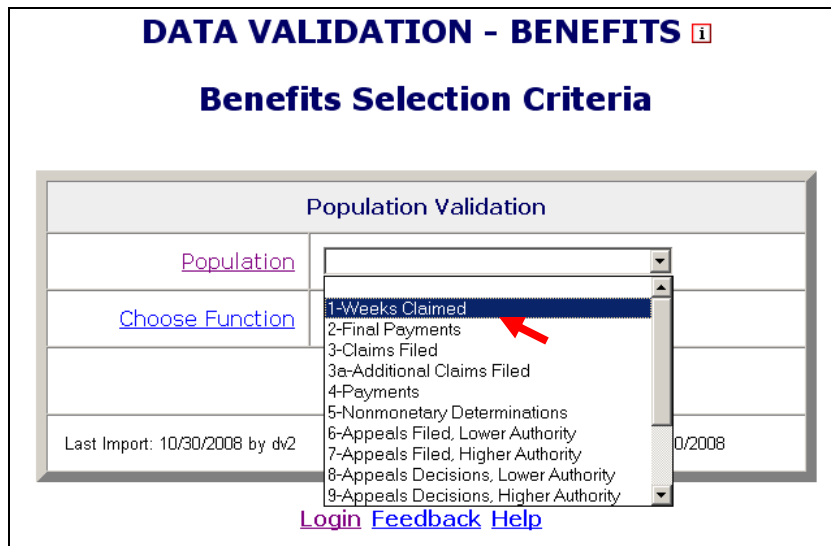 DATA VALIDATION - BENEFITS i
Benefits Selection Criteria
Population Validation
Population
Choose Function
1-Weeks Claimed
2-Final Payments
3-Claims Filed
3a-Additional Claims Filed
4-Payments
5-Nonmonetary Determinations
6-Appeals Filed, Lower Authority
7-Appeals Filed, Higher Authority
8-Appeals Decisions, Lower Authority
9-Appeals Decisions, Higher Authority
Last Import: 10/30/2008 by dv2
0/2008
Login Feedback Help